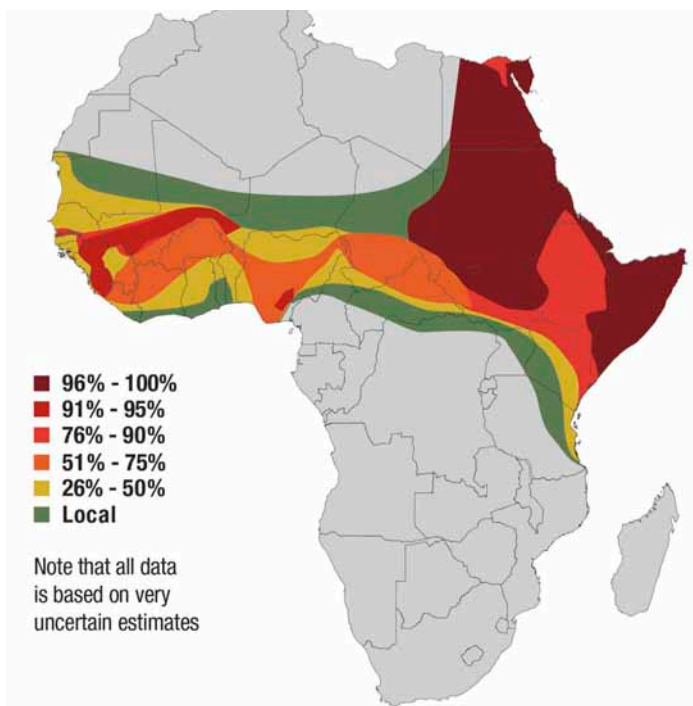 96% - 100%
91% - 95%
76% - 90%
51% - 75%
26% - 50%
Local
Note that all data
is based on very
uncertain estimates